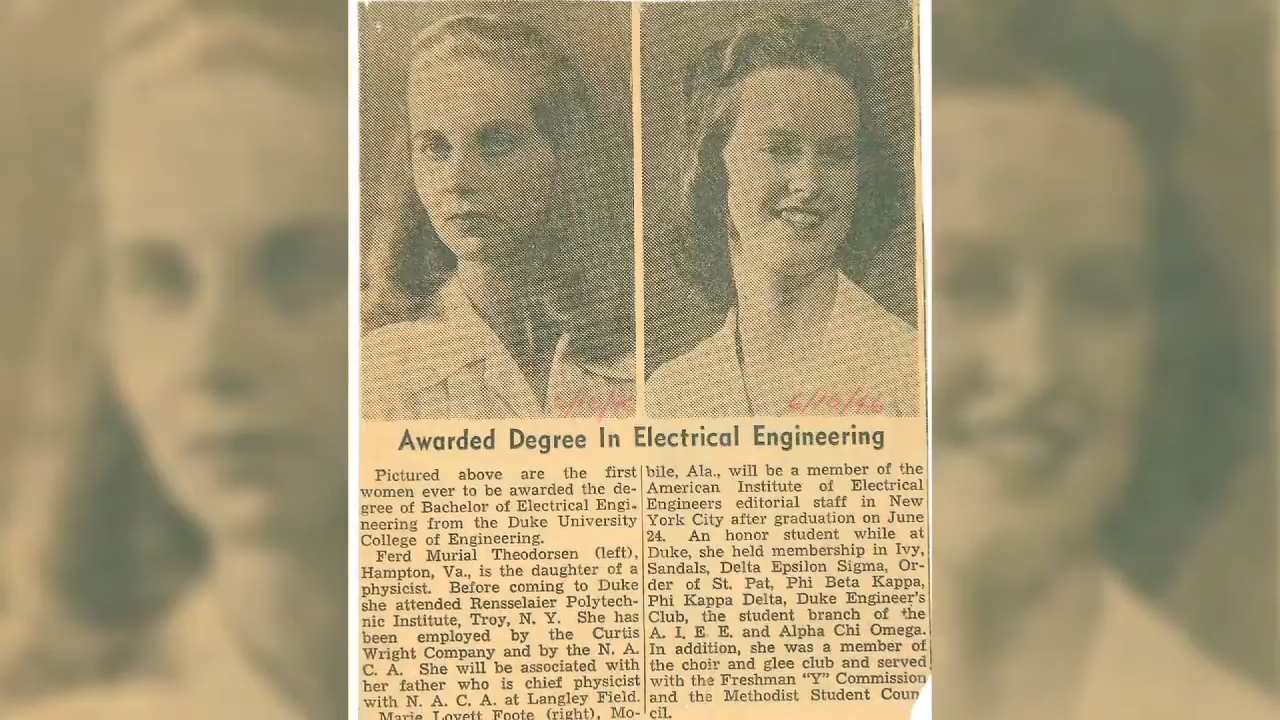 6/18/46
Awarded Degree In Electrical Engineering
Pictured above are the first
women ever to be awarded the de-
gree of Bachelor of Electrical Engi-
neering from the Duke University
College of Engineering.
Ferd Murial Theodorsen (left),
Hampton, Va., is the daughter of a
physicist. Before coming to Duke
she attended Rensselaier Polytech-
nic Institute, Troy, N. Y. She has
been employed by the Curtis
Wright Company and by the N. A.
C. A. She will be associated with
her father who is chief physicist
with N. A. C. A. at Langley Field.
Marie Lovett Foote (right), Mo-
bile, Ala., will be a member of the
American Institute of Electrical
Engineers editorial staff in New
York City after graduation on June
24. An honor student while at
Duke, she held membership in Ivy,
Sandals, Delta Epsilon Sigma, Or-
der of St. Pat, Phi Beta Kappa,
Phi Kappa Delta, Duke Engineer's
Club, the student branch of the
A. I. E. E. and Alpha Chi Omega.
In addition, she was a member of
the choir and glee club and served
with the Freshman "Y" Commission
and the Methodist Student Coun
cil.